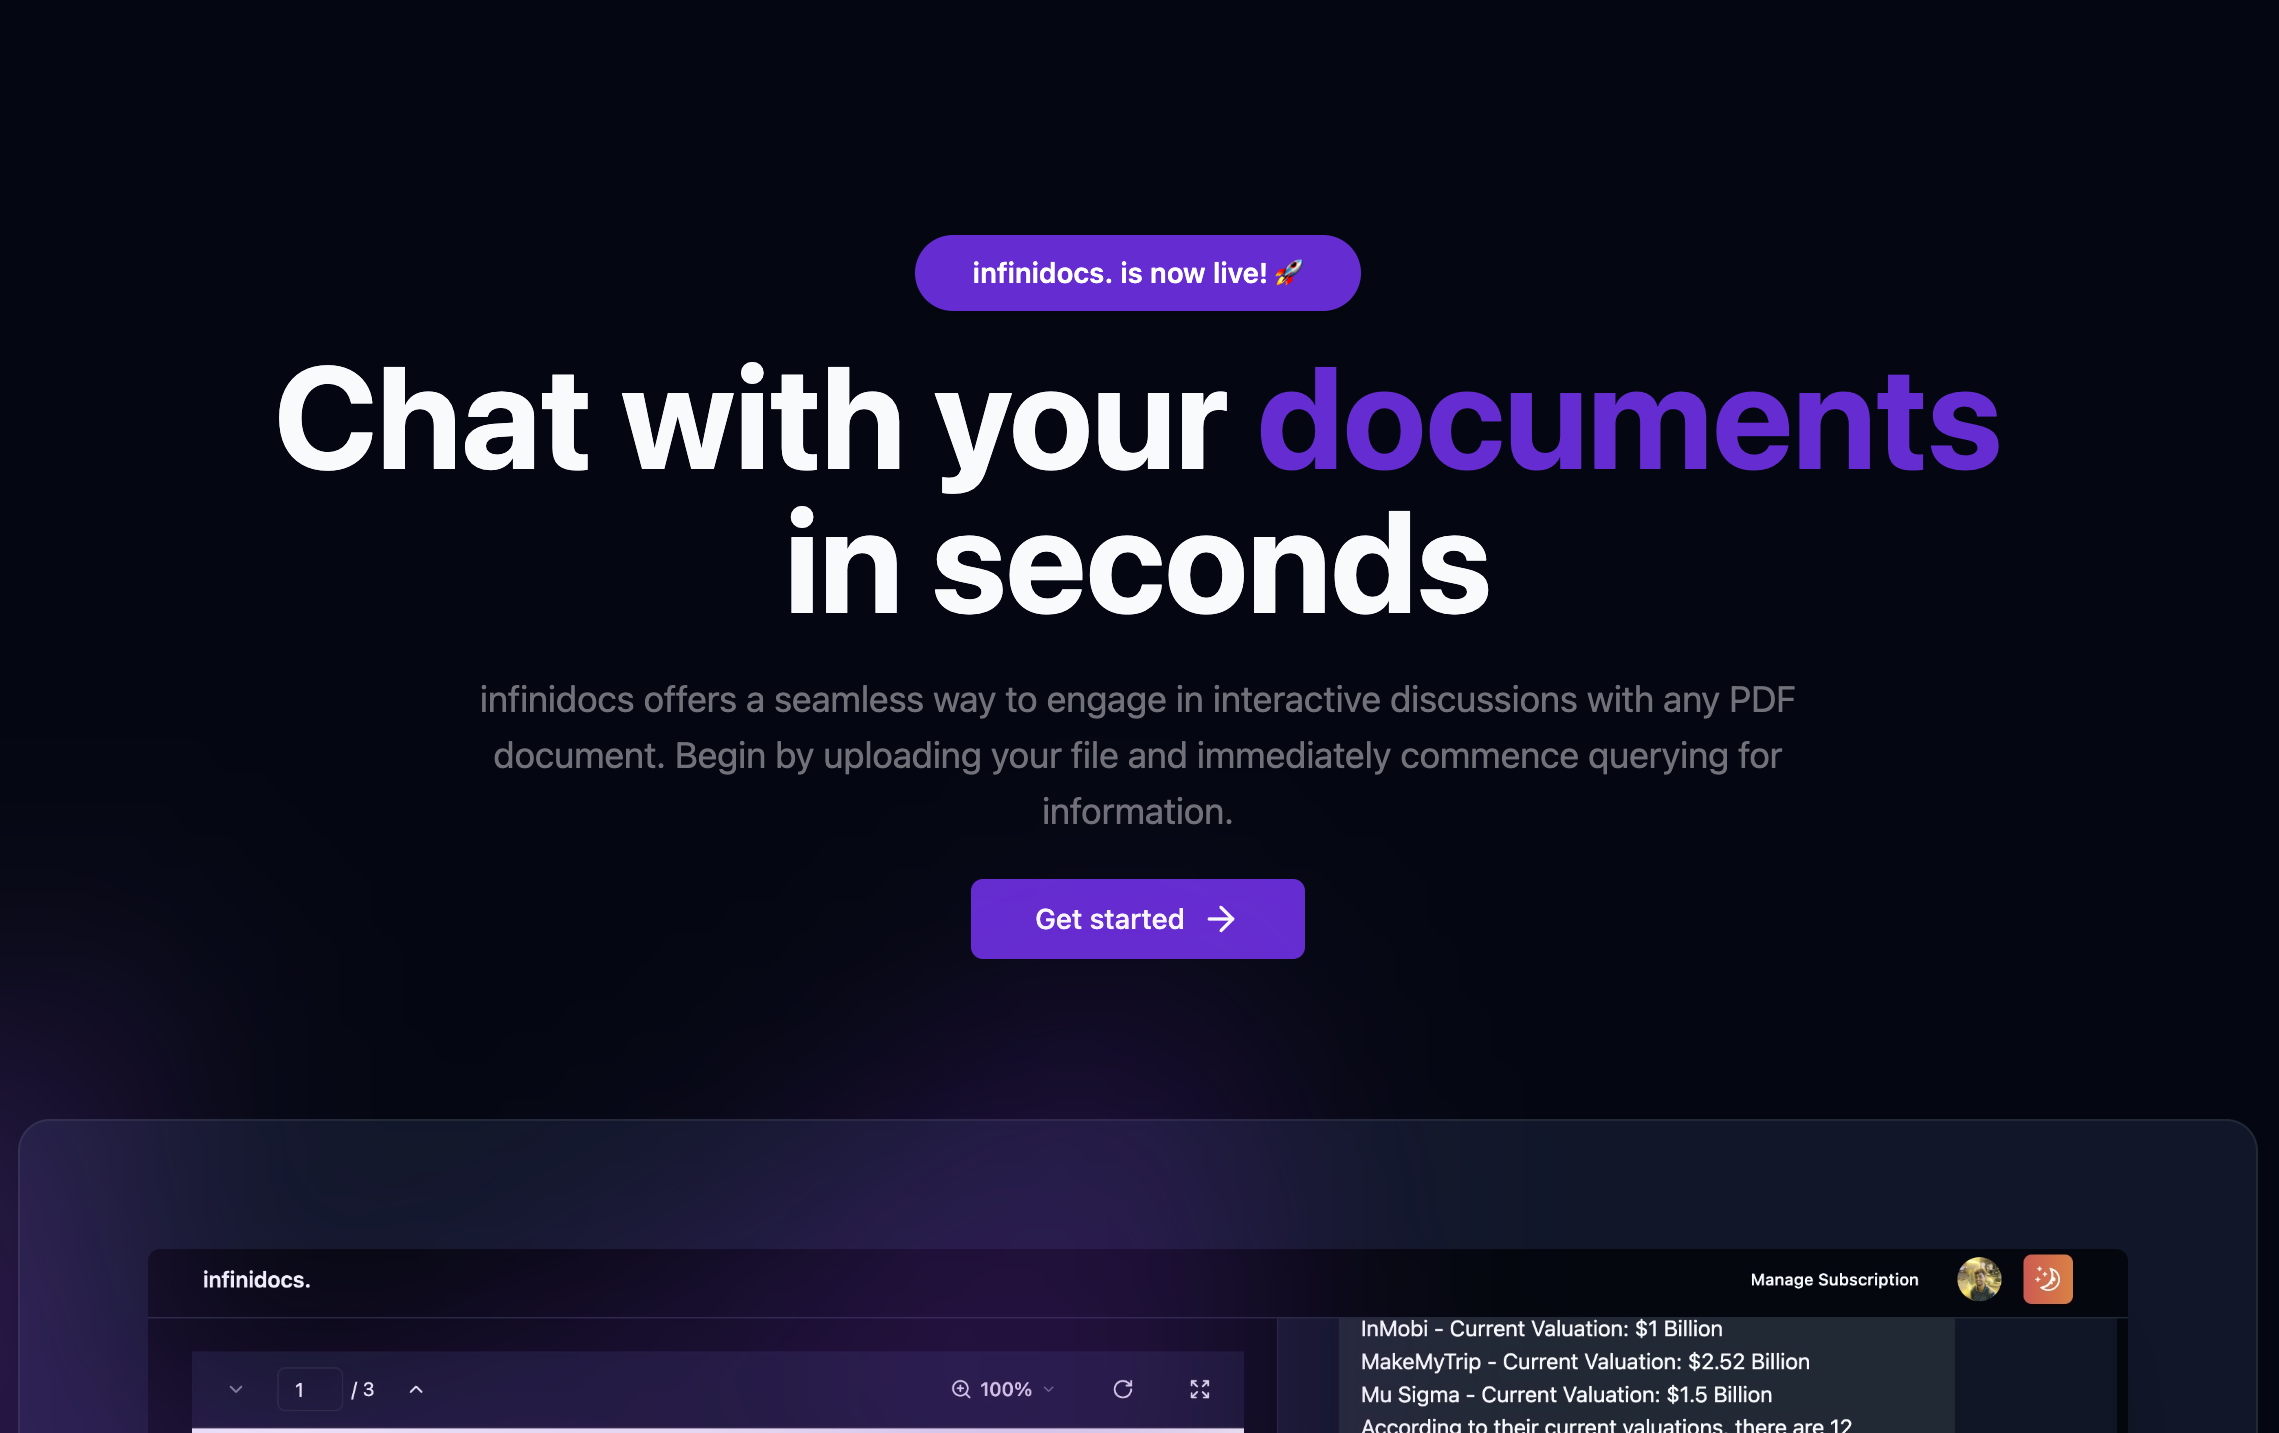 infinidocs. is now live! 🚀
Chat with your documents
in seconds
infinidocs offers a seamless way to engage in interactive discussions with any PDF
document. Begin by uploading your file and immediately commence querying for
information.
Get started →
infinidocs.
Manage Subscription
1 / 3
100%
InMobi - Current Valuation: $1 Billion
MakeMyTrip - Current Valuation: $2.52 Billion
Mu Sigma - Current Valuation: $1.5 Billion
According to their current valuations, there are 12